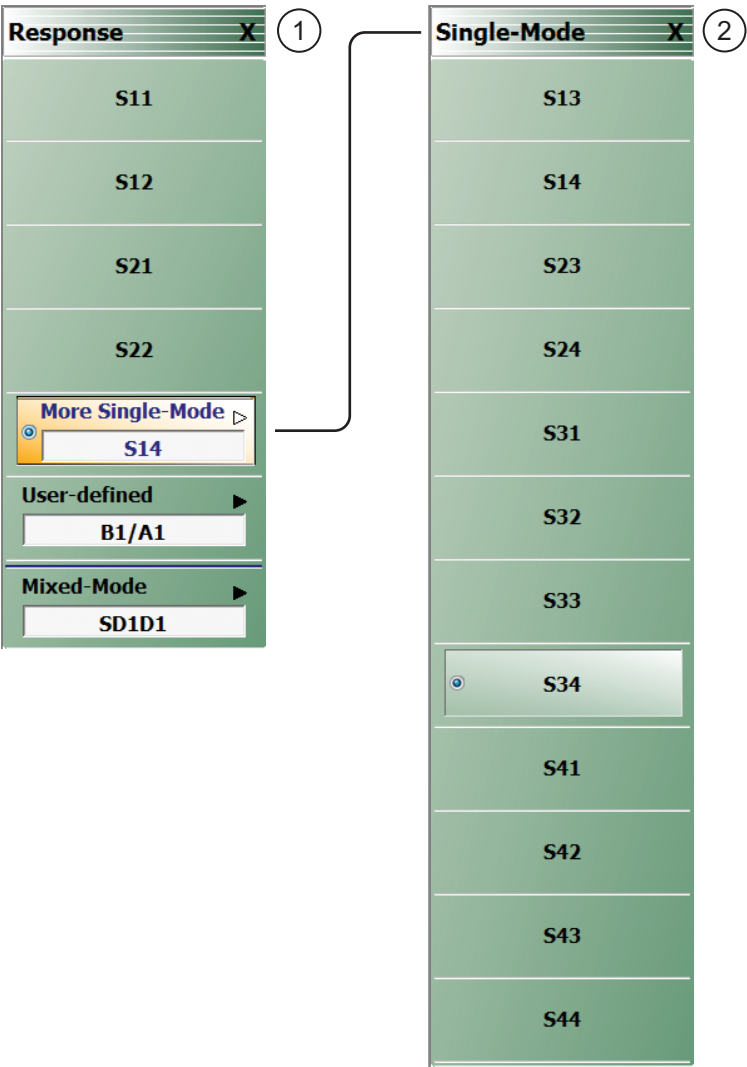 Response X
1
S11
S12
S21
S22
More Single-Mode
S14
User-defined
B1/A1
Mixed-Mode
SD1D1
Single-Mode X
2
S13
S14
S23
S24
S31
S32
S33
S34
S41
S42
S43
S44